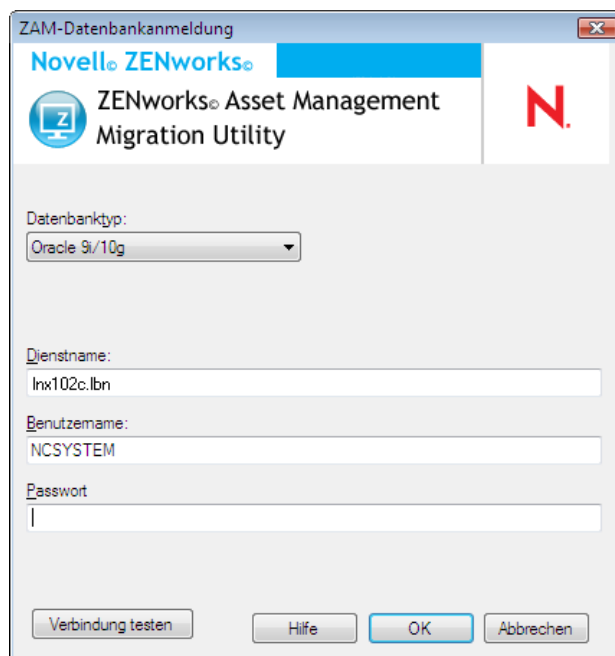 ZAM-Datenbankanmeldung
Novell© ZENworks©
ZENworks© Asset Management
Migration Utility
N.
Datenbanktyp:
Oracle 9i/10g
Dienstname:
lnx102c.lbn
Benutzername:
NCSYSTEM
Passwort
Verbindung testen
Hilfe
OK
Abbrechen